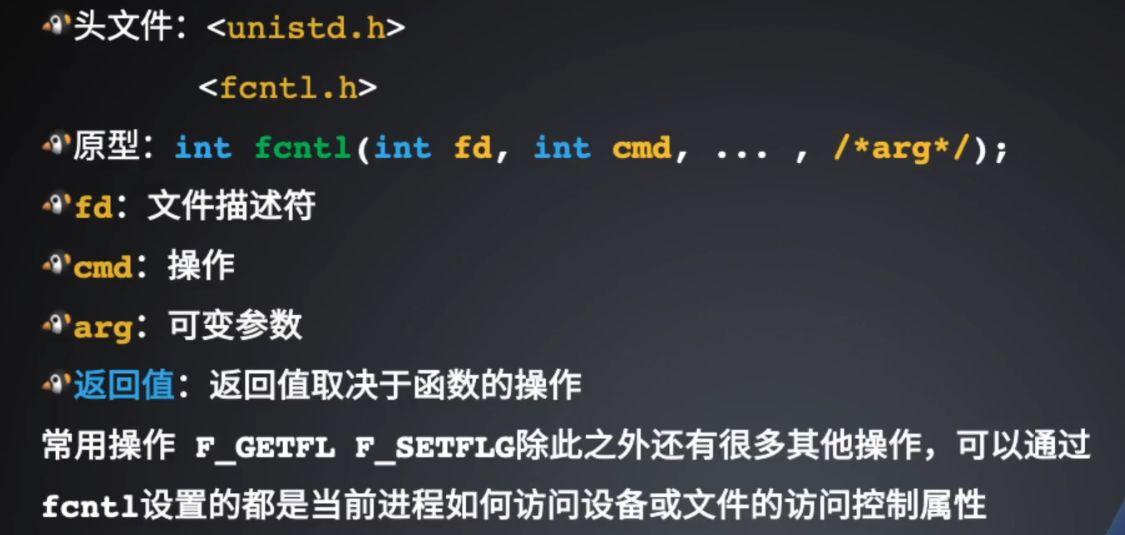 头文件：<unistd.h>
<fcntl.h>
原型：int fcntl(int fd, int cmd, ... , /*arg*/);
fd：文件描述符
cmd：操作
arg：可变参数
返回值：返回值取决于函数的操作
常用操作 F_GETFL F_SETFLG除此之外还有很多其他操作，可以通过
fcntl设置的都是当前进程如何访问设备或文件的访问控制属性